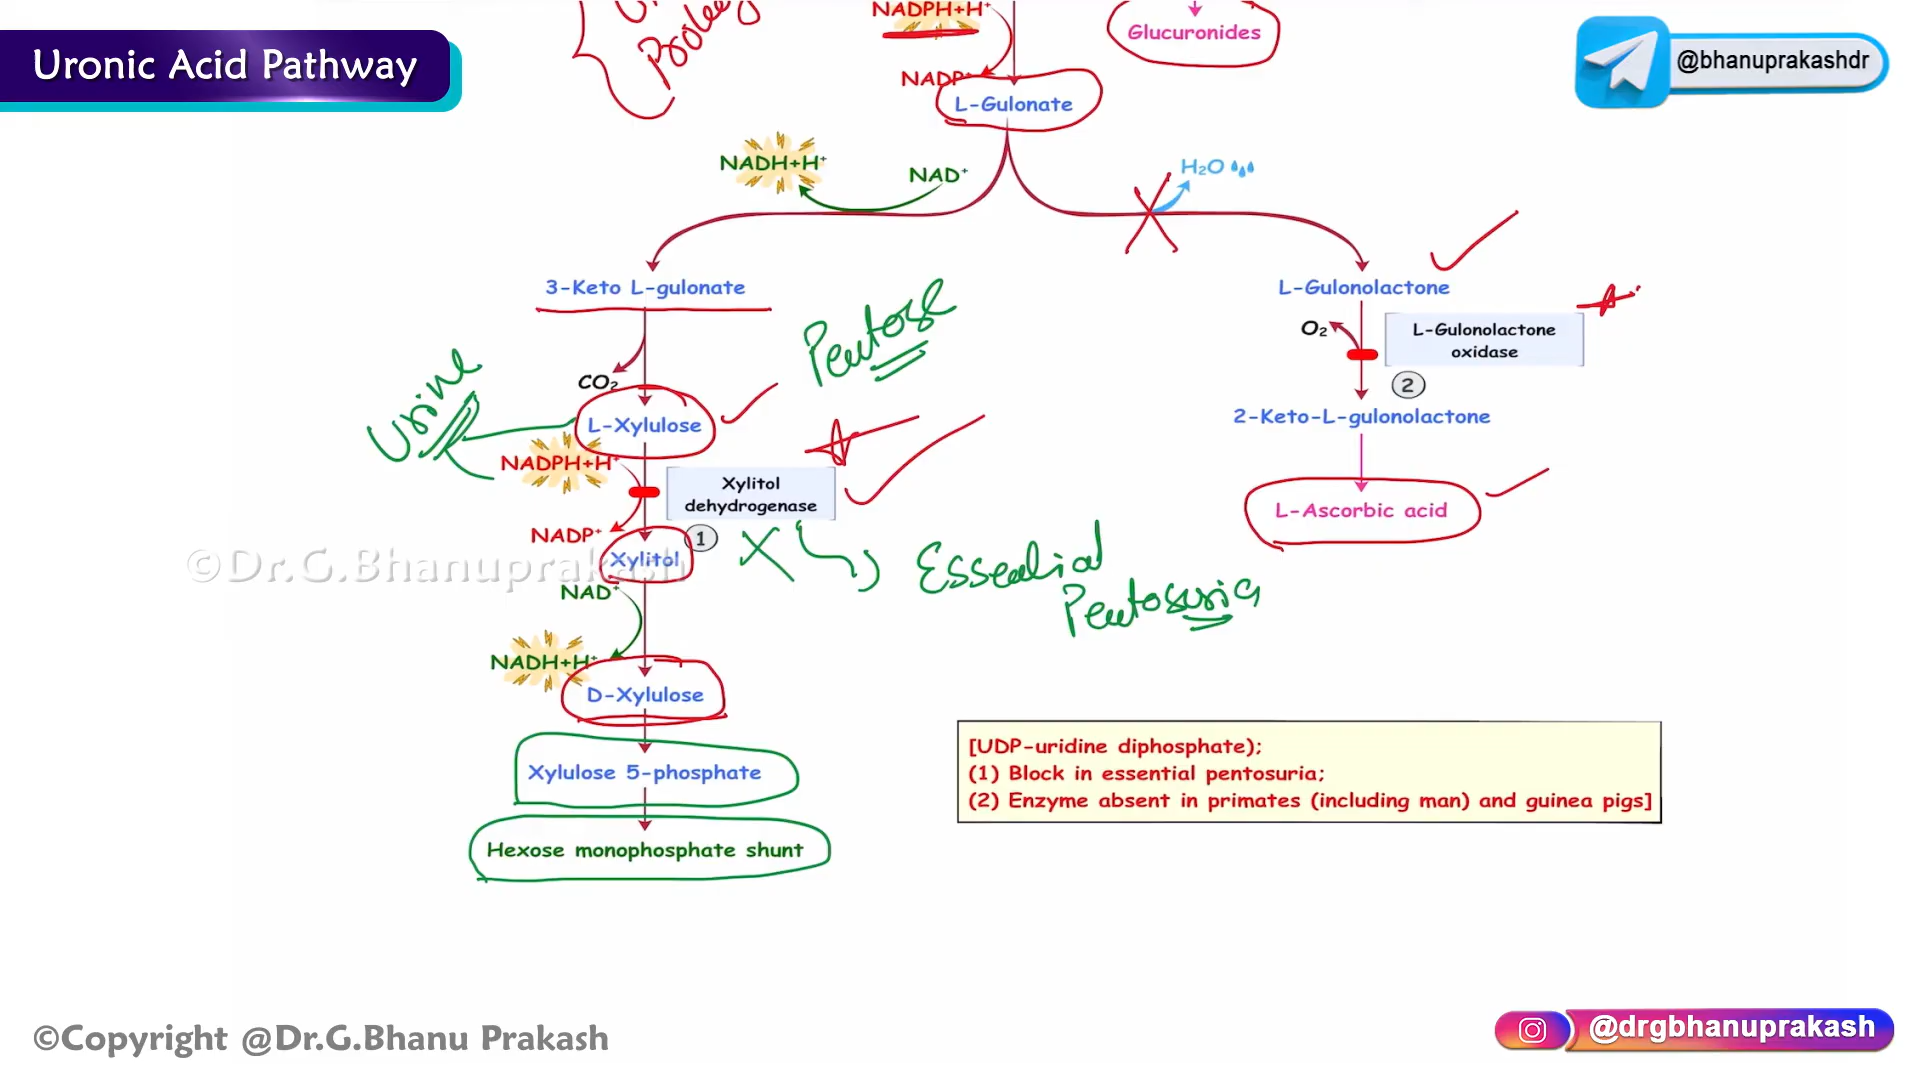 NADPH+H⁺
Glucuronides
Uronic Acid Pathway
@bhanuprakashdr
NADP⁺
L-Gulonate
NADH+H⁺
NAD⁺
H₂O
3-Keto L-gulonate
L-Gulonolactone
Pentose
O₂
L-Gulonolactone
oxidase
CO₂
2
Urine
L-Xylulose
2-Keto-L-gulonolactone
NADPH+H⁺
Xylitol
dehydrogenase
L-Ascorbic acid
NADP⁺
1
©Dr.G.Bhanuprakash
Xylitol
Essential
Pentosuria
NAD⁺
NADH+H⁺
D-Xylulose
[UDP-uridine diphosphate);
(1) Block in essential pentosuria;
(2) Enzyme absent in primates (including man) and guinea pigs]
Xylulose 5-phosphate
Hexose monophosphate shunt
©Copyright @Dr.G.Bhanu Prakash
@drgbhanuprakash